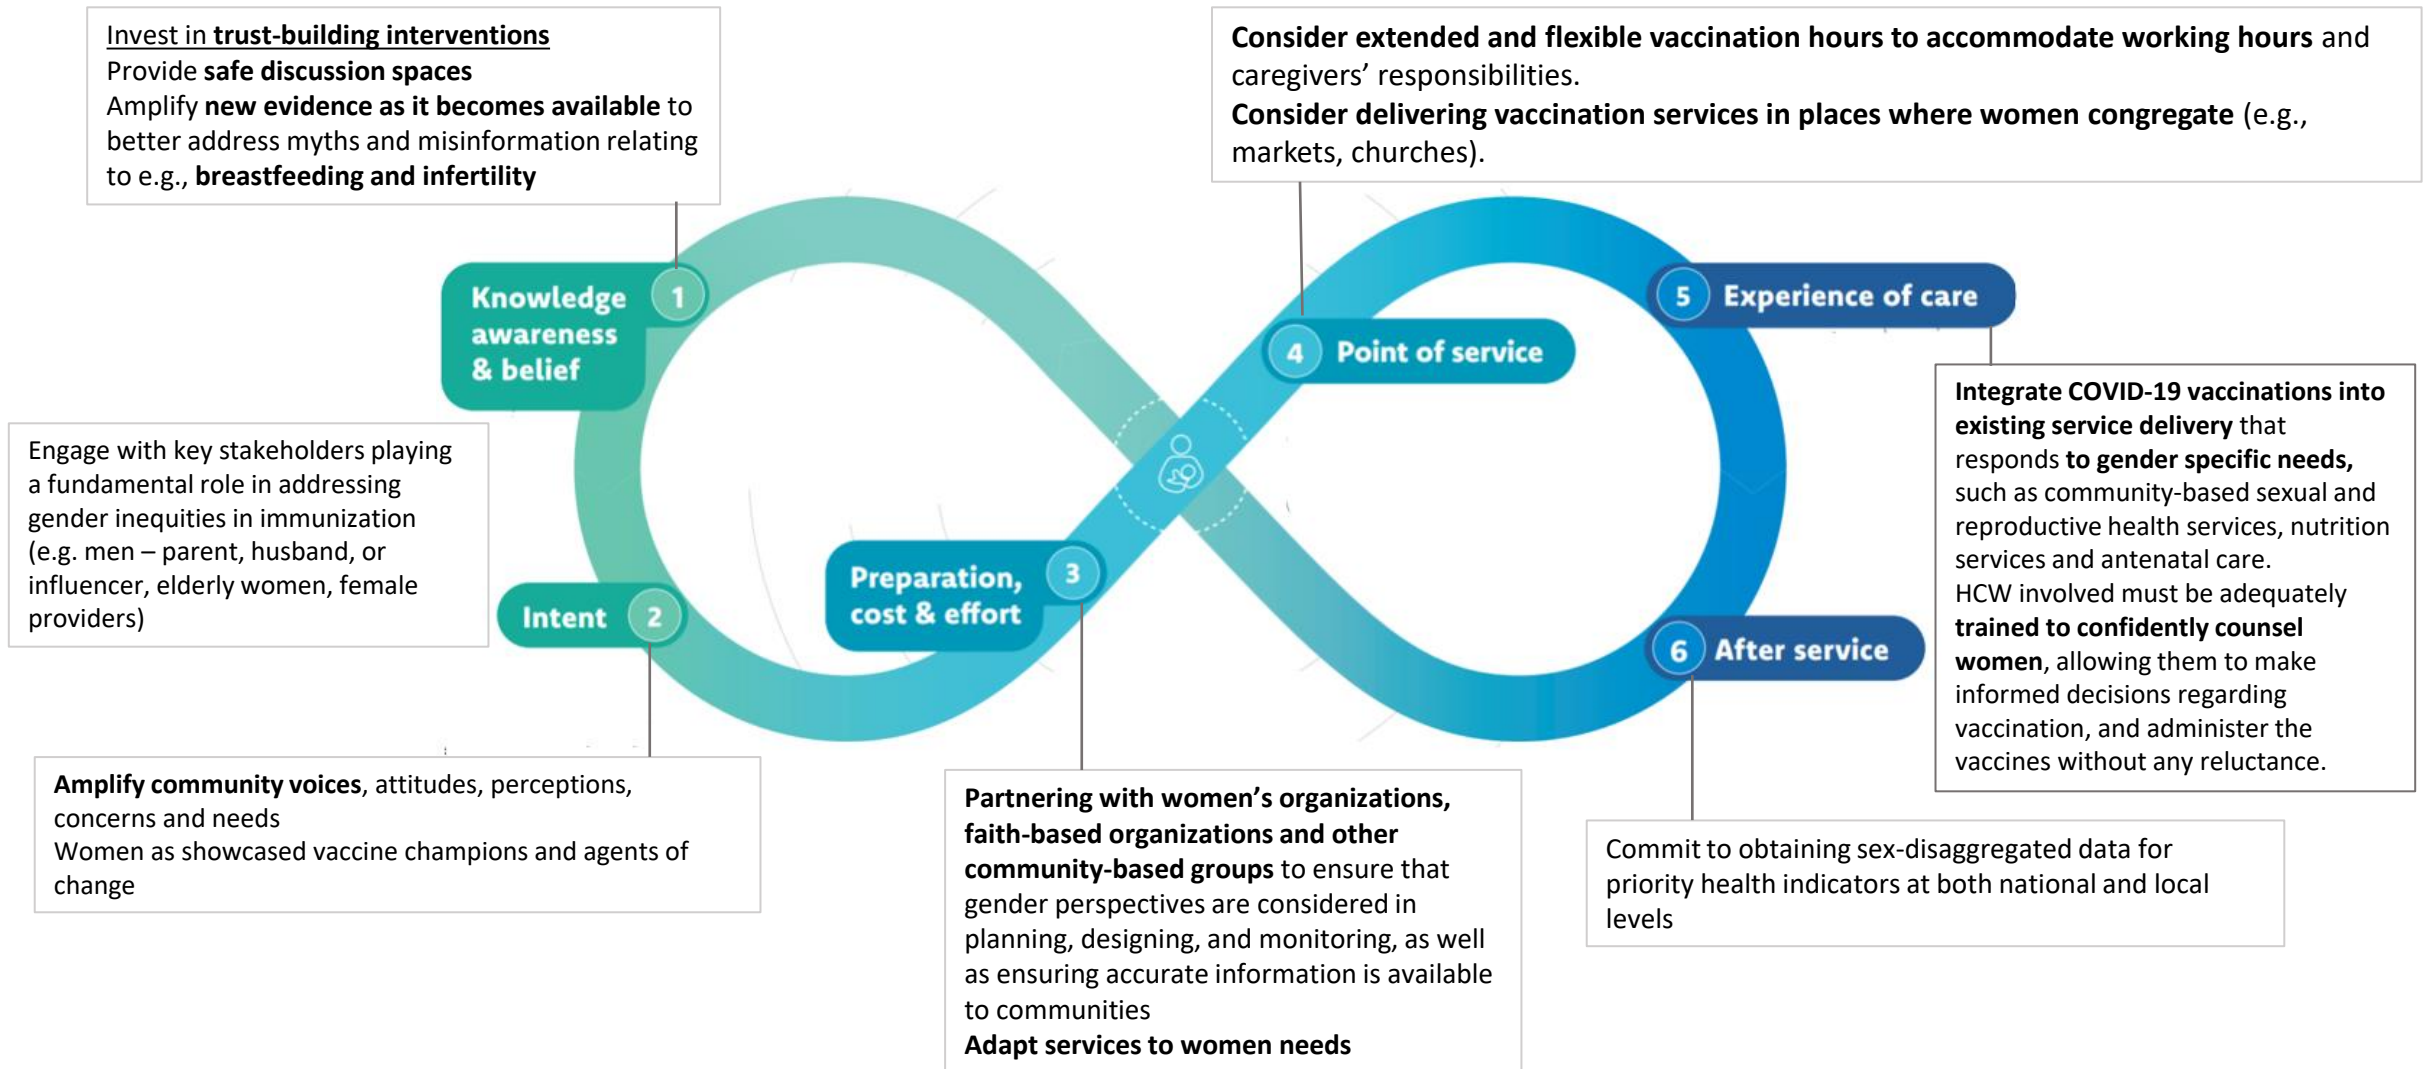 Invest in trust-building interventions
Provide safe discussion spaces
Amplify new evidence as it becomes available to
better address myths and misinformation relating
to e.g., breastfeeding and infertility
Consider extended and flexible vaccination hours to accommodate working hours and
caregivers’ responsibilities.
Consider delivering vaccination services in places where women congregate (e.g.,
markets, churches).
Knowledge
awareness
& belief
1
4 Point of service
5 Experience of care
Engage with key stakeholders playing
a fundamental role in addressing
gender inequities in immunization
(e.g. men – parent, husband, or
influencer, elderly women, female
providers)
Intent 2
Preparation,
cost & effort
3
6 After service
Integrate COVID-19 vaccinations into
existing service delivery that
responds to gender specific needs,
such as community-based sexual and
reproductive health services, nutrition
services and antenatal care.
HCW involved must be adequately
trained to confidently counsel
women, allowing them to make
informed decisions regarding
vaccination, and administer the
vaccines without any reluctance.
Amplify community voices, attitudes, perceptions,
concerns and needs
Women as showcased vaccine champions and agents of
change
Partnering with women’s organizations,
faith-based organizations and other
community-based groups to ensure that
gender perspectives are considered in
planning, designing, and monitoring, as well
as ensuring accurate information is available
to communities
Adapt services to women needs
Commit to obtaining sex-disaggregated data for
priority health indicators at both national and local
levels